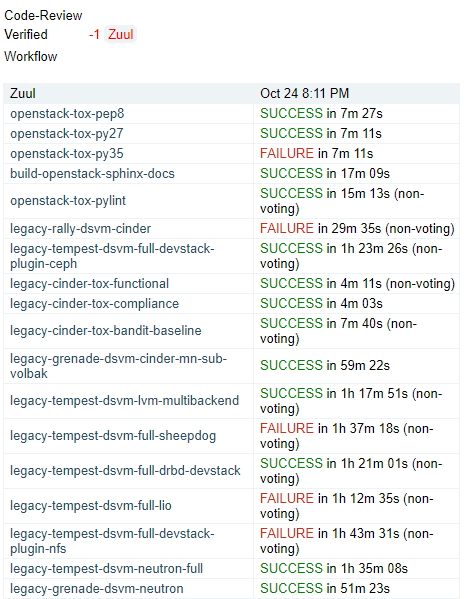 Code-Review
Verified -1 Zuul
Workflow
Zuul Oct 24 8:11 PM
openstack-tox-pep8 SUCCESS in 7m 27s
openstack-tox-py27 SUCCESS in 7m 11s
openstack-tox-py35 FAILURE in 7m 11s
build-openstack-sphinx-docs SUCCESS in 17m 09s
openstack-tox-pylint SUCCESS in 15m 13s (non-
voting)
legacy-rally-dsvm-cinder FAILURE in 29m 35s (non-voting)
legacy-tempest-dsvm-full-devstack- SUCCESS in 1h 23m 26s (non-
plugin-ceph voting)
legacy-cinder-tox-functional SUCCESS in 4m 11s (non-voting)
legacy-cinder-tox-compliance SUCCESS in 4m 03s
legacy-cinder-tox-bandit-baseline SUCCESS in 7m 40s (non-
voting)
legacy-grenade-dsvm-cinder-mn-sub-
volbak SUCCESS in 59m 22s
legacy-tempest-dsvm-lvm-multibackend SUCCESS in 1h 17m 51s (non-
voting)
legacy-tempest-dsvm-full-sheepdog FAILURE in 1h 37m 18s (non-
voting)
legacy-tempest-dsvm-full-drbd-devstack SUCCESS in 1h 21m 01s (non-
voting)
legacy-tempest-dsvm-full-lio FAILURE in 1h 12m 35s (non-
voting)
legacy-tempest-dsvm-full-devstack- FAILURE in 1h 43m 31s (non-
plugin-nfs voting)
legacy-tempest-dsvm-neutron-full SUCCESS in 1h 35m 08s
legacy-grenade-dsvm-neutron SUCCESS in 51m 23s